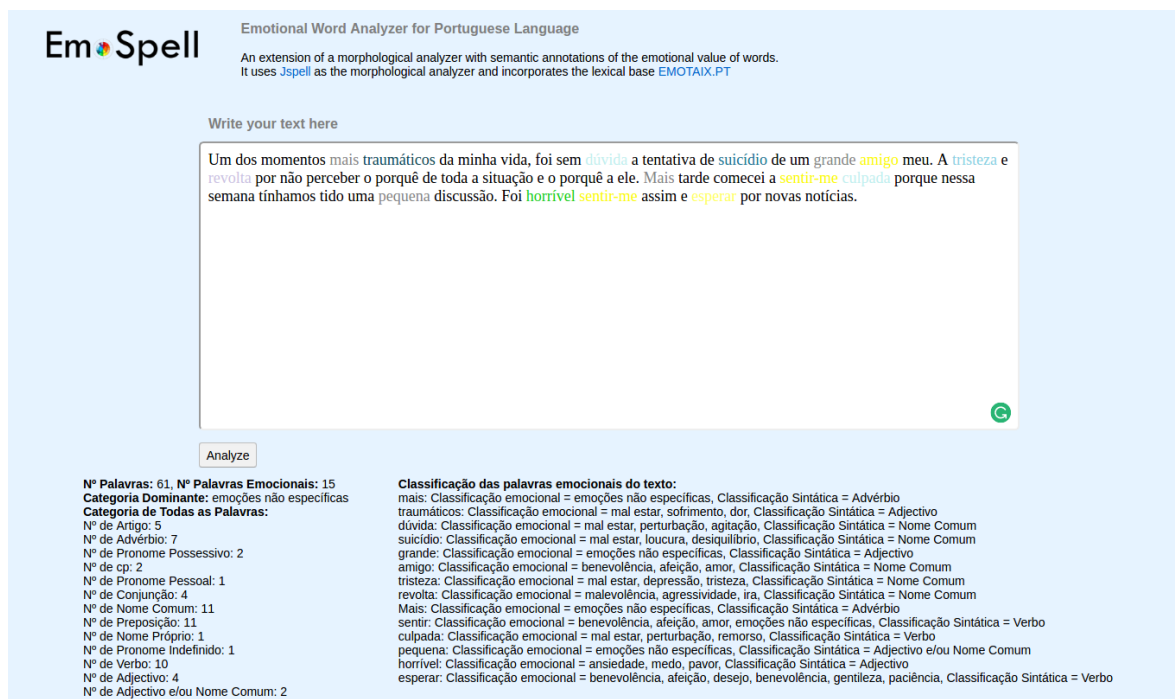 Em Spell
Emotional Word Analyzer for Portuguese Language
An extension of a morphological analyzer with semantic annotations of the emotional value of words.
It uses Jspell as the morphological analyzer and incorporates the lexical base EMOTAIX.PT
Write your text here
Um dos momentos mais traumáticos da minha vida, foi sem dúvida a tentativa de suicídio de um grande amigo meu. A tristeza e
revolta por não perceber o porquê de toda a situação e o porquê a ele. Mais tarde comecei a sentir-me culpada porque nessa
semana tínhamos tido uma pequena discussão. Foi horrível sentir-me assim e esperar por novas notícias.
Analyze
Nº Palavras: 61, Nº Palavras Emocionais: 15
Categoria Dominante: emoções não específicas
Categoria de Todas as Palavras:
Nº de Artigo: 5
Nº de Advérbio: 7
Nº de Pronome Possessivo: 2
Nº de cp: 2
Nº de Pronome Pessoal: 1
Nº de Conjunção: 4
Nº de Nome Comum: 11
Nº de Preposição: 11
Nº de Nome Próprio: 1
Nº de Pronome Indefinido: 1
Nº de Verbo: 10
Nº de Adjectivo: 4
Nº de Adjectivo e/ou Nome Comum: 2
Classificação das palavras emocionais do texto:
mais: Classificação emocional = emoções não específicas, Classificação Sintática = Advérbio
traumáticos: Classificação emocional = mal estar, sofrimento, dor, Classificação Sintática = Adjectivo
dúvida: Classificação emocional = mal estar, perturbação, agitação, Classificação Sintática = Nome Comum
suicídio: Classificação emocional = mal estar, loucura, desiquilíbrio, Classificação Sintática = Nome Comum
grande: Classificação emocional = emoções não específicas, Classificação Sintática = Adjectivo
amigo: Classificação emocional = benevolência, afeição, amor, Classificação Sintática = Nome Comum
tristeza: Classificação emocional = mal estar, depressão, tristeza, Classificação Sintática = Nome Comum
revolta: Classificação emocional = malevolência, agressividade, ira, Classificação Sintática = Nome Comum
Mais: Classificação emocional = emoções não específicas, Classificação Sintática = Advérbio
sentir: Classificação emocional = benevolência, afeição, amor, emoções não específicas, Classificação Sintática = Verbo
culpada: Classificação emocional = mal estar, perturbação, remorso, Classificação Sintática = Verbo
pequena: Classificação emocional = emoções não específicas, Classificação Sintática = Adjectivo e/ou Nome Comum
horrível: Classificação emocional = ansiedade, medo, pavor, Classificação Sintática = Adjectivo
esperar: Classificação emocional = benevolência, afeição, desejo, benevolência, gentileza, paciência, Classificação Sintática = Verbo